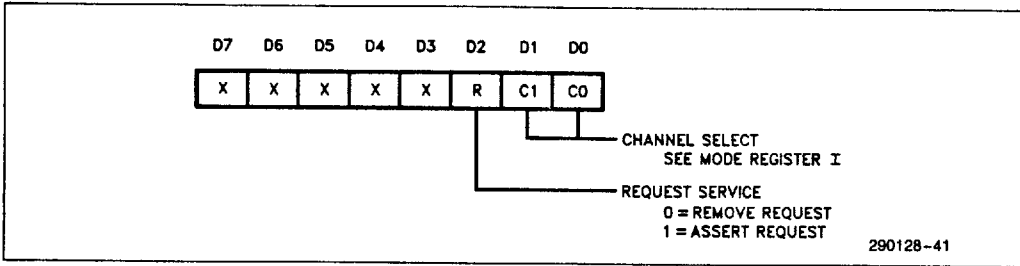 D7 D6 D5 D4 D3 D2 D1 D0
X X X X X R C1 C0
CHANNEL SELECT
SEE MODE REGISTER I
REQUEST SERVICE
0 = REMOVE REQUEST
1 = ASSERT REQUEST
290128-41